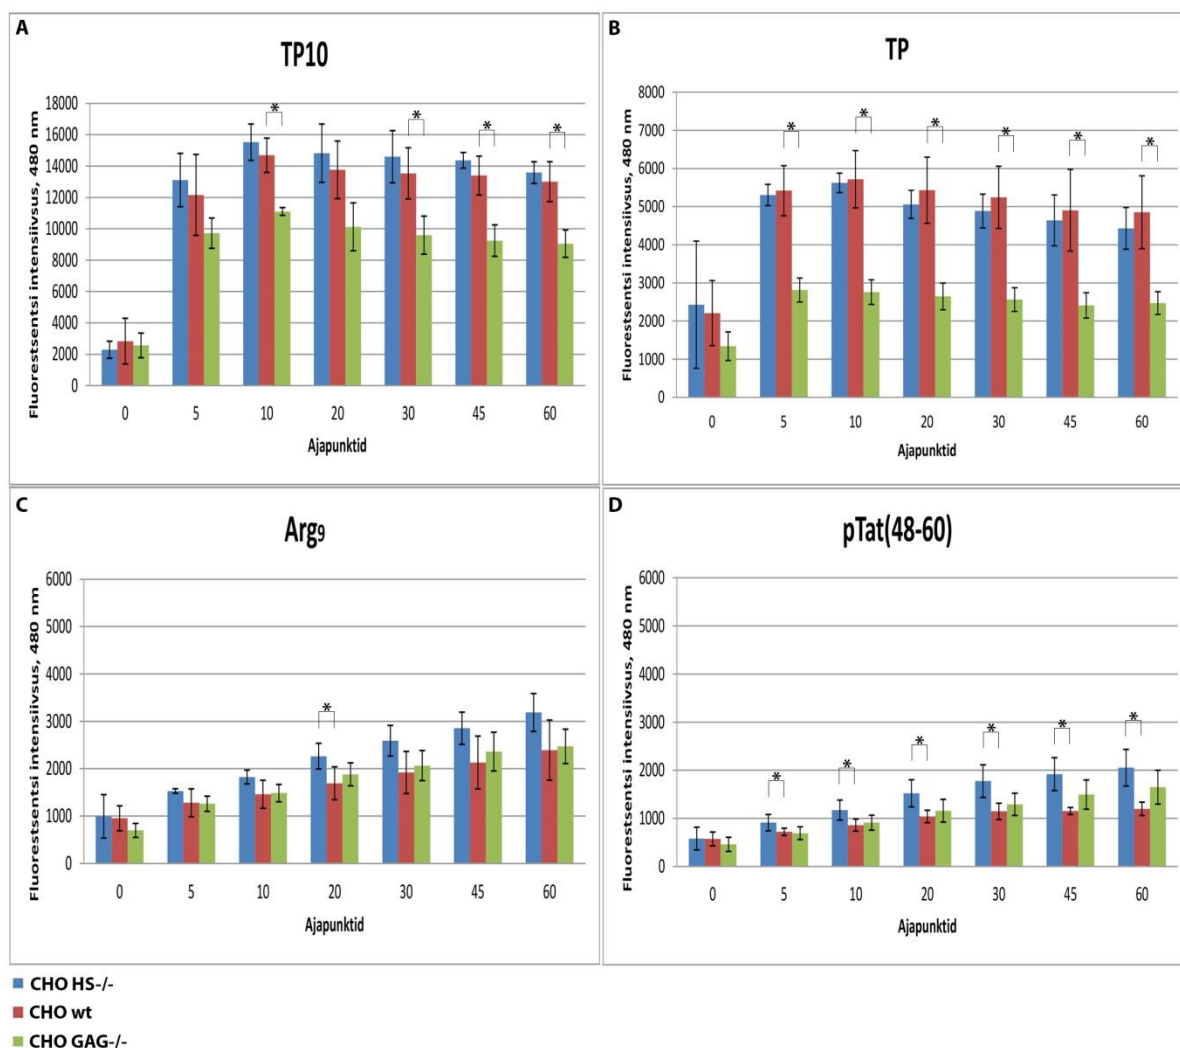 A
TP10
Fluorestsentsi intensiivsus, 480 nm
18000
16000
14000
12000
10000
8000
6000
4000
2000
0
* * * *
0 5 10 20 30 45 60
Ajapunktid
B
TP
Fluorestsentsi intensiivsus, 480 nm
8000
7000
6000
5000
4000
3000
2000
1000
0
* * * * * *
0 5 10 20 30 45 60
Ajapunktid
C
Arg9
Fluorestsentsi intensiivsus, 480 nm
6000
5000
4000
3000
2000
1000
0
*
0 5 10 20 30 45 60
Ajapunktid
D
pTat(48-60)
Fluorestsentsi intensiivsus, 480 nm
6000
5000
4000
3000
2000
1000
0
* * * * * *
0 5 10 20 30 45 60
Ajapunktid
CHO HS-/-
CHO wt
CHO GAG-/-